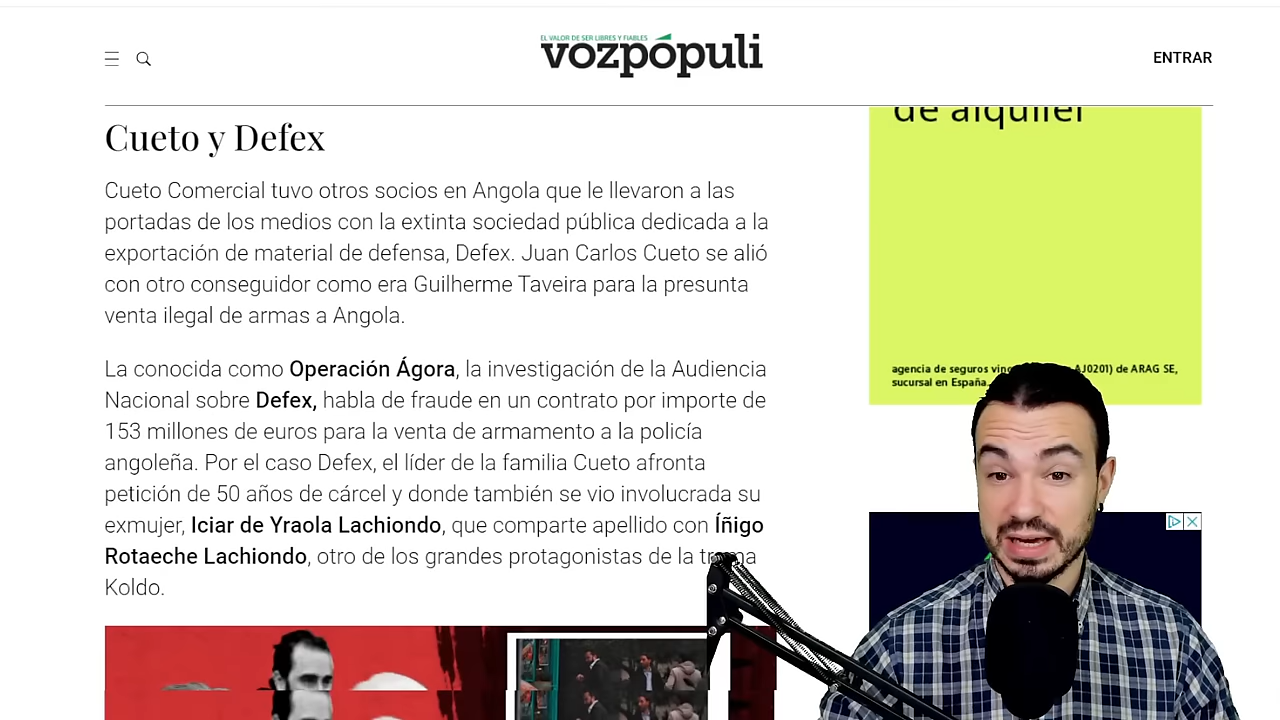 EL VALOR DE SER LIBRES Y FIABLES
vozpópuli
ENTRAR
de alquiler
Cueto y Defex
Cueto Comercial tuvo otros socios en Angola que le llevaron a las
portadas de los medios con la extinta sociedad pública dedicada a la
exportación de material de defensa, Defex. Juan Carlos Cueto se alió
con otro conseguidor como era Guilherme Taveira para la presunta
venta ilegal de armas a Angola.
La conocida como Operación Ágora, la investigación de la Audiencia
Nacional sobre Defex, habla de fraude en un contrato por importe de
153 millones de euros para la venta de armamento a la policía
angoleña. Por el caso Defex, el líder de la familia Cueto afronta
petición de 50 años de cárcel y donde también se vio involucrada su
exmujer, Iciar de Yraola Lachiondo, que comparte apellido con Íñigo
Rotaeche Lachiondo, otro de los grandes protagonistas de la trama
Koldo.
agencia de seguros AJ0201) de ARAG SE,
sucursal en España.